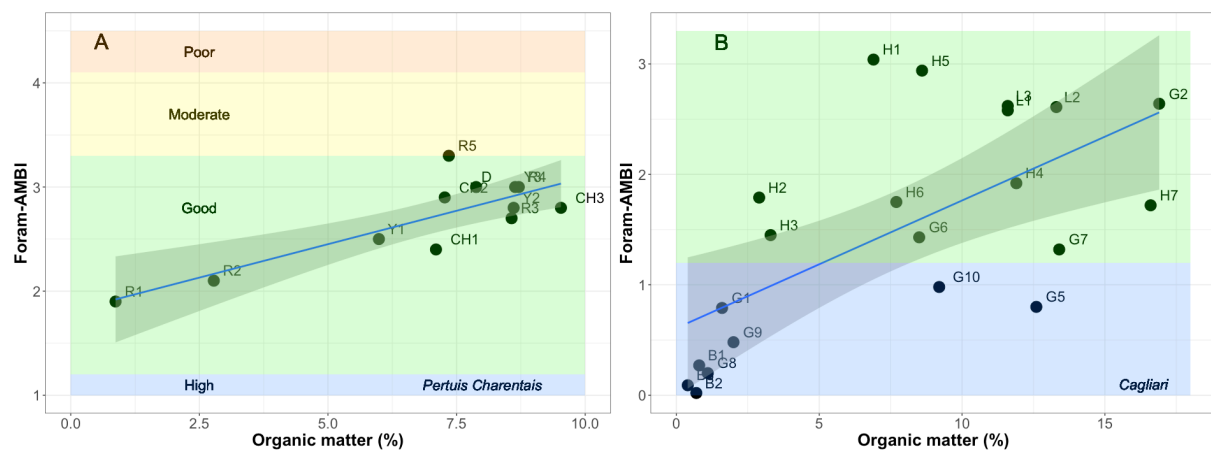 A
Poor
Moderate
Good
High
Pertuis Charentais
R5
D
R4
CH3
Y2
R3
CH1
Y1
R2
R1
4
3
2
1
Foram-AMBI
0.0
2.5
5.0
7.5
10.0
Organic matter (%)
B
H1
H5
L3
L1
L2
G2
H2
H6
H4
H7
H3
G6
G7
G10
G5
G1
G9
B1
G8
B2
Cagliari
3
2
1
0
Foram-AMBI
0
5
10
15
Organic matter (%)